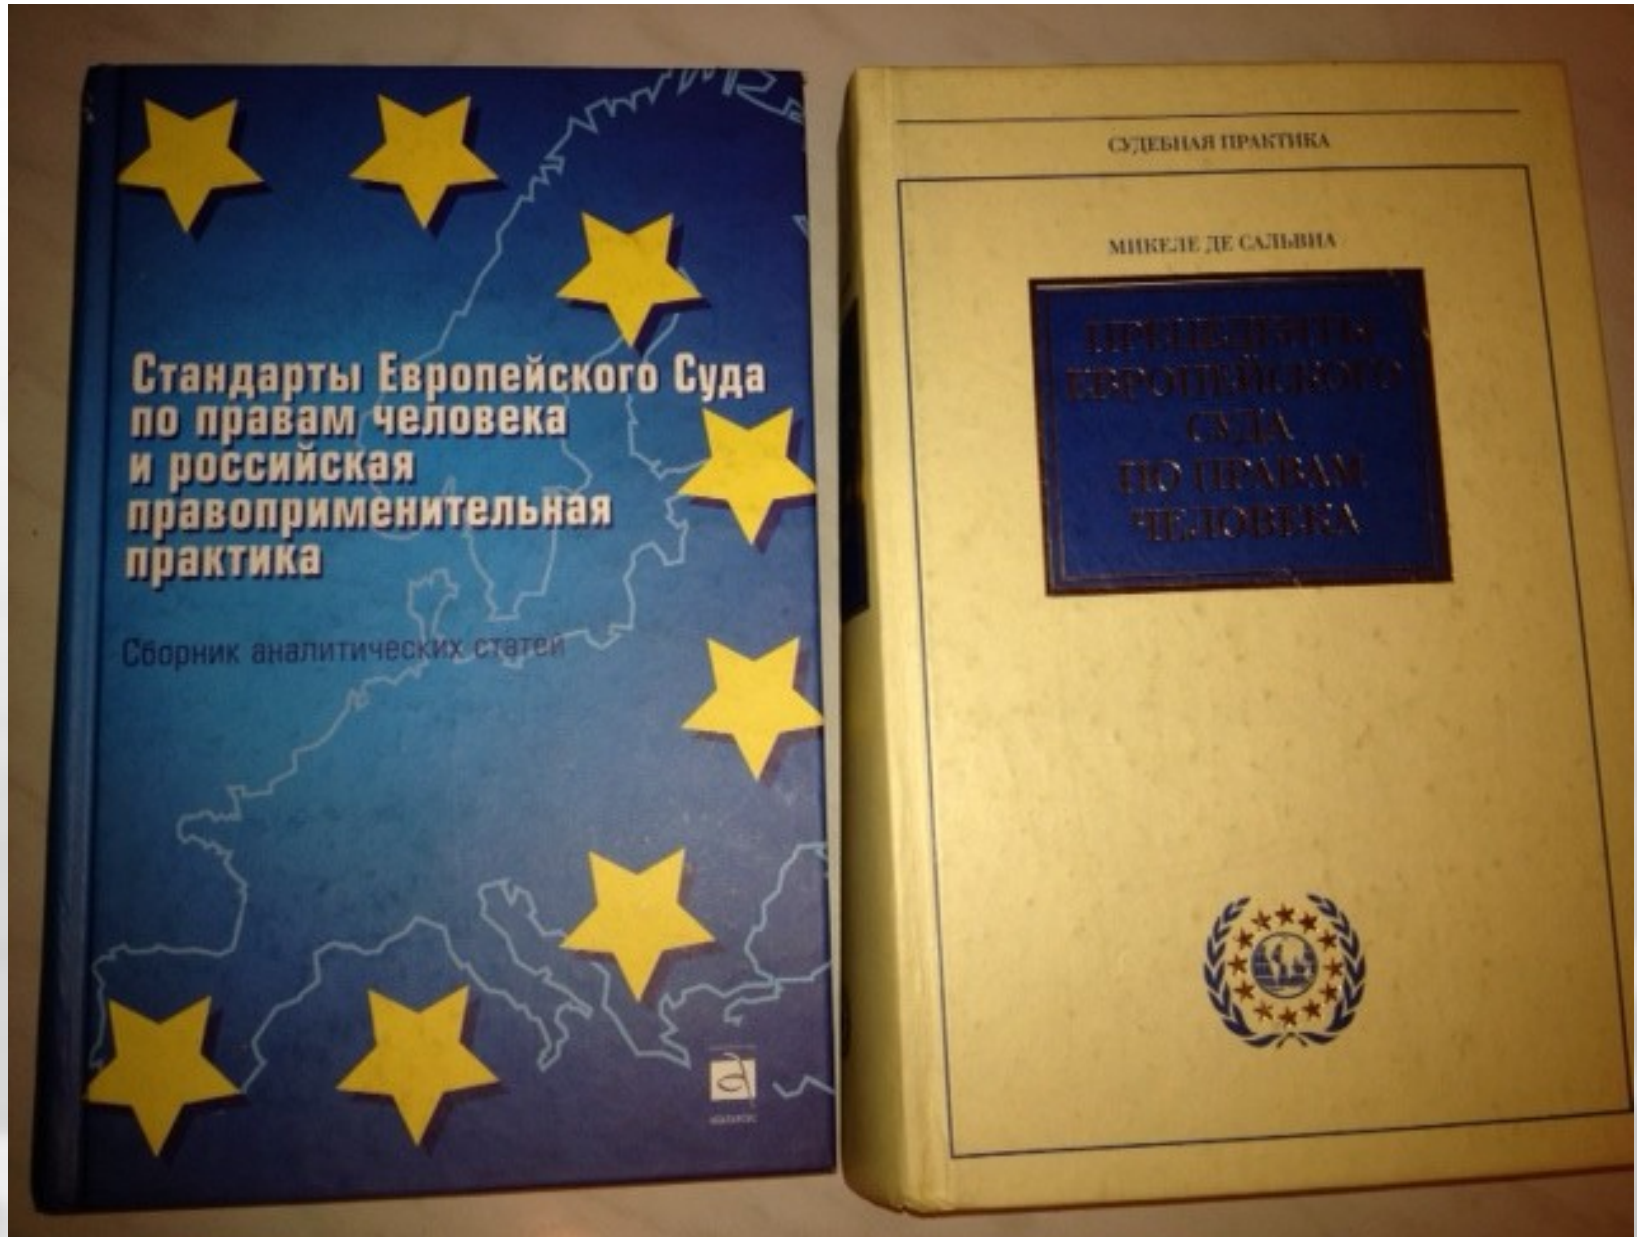 Стандарты Европейского Суда
по правам человека
и российская
правоприменительная
практика
Сборник аналитических статей
СУДЕБНАЯ ПРАКТИКА
МИКЕЛЕ ДЕ САЛЬВИА
ПРЕЦЕДЕНТЫ
ЕВРОПЕЙСКОГО
СУДА
ПО ПРАВАМ
ЧЕЛОВЕКА